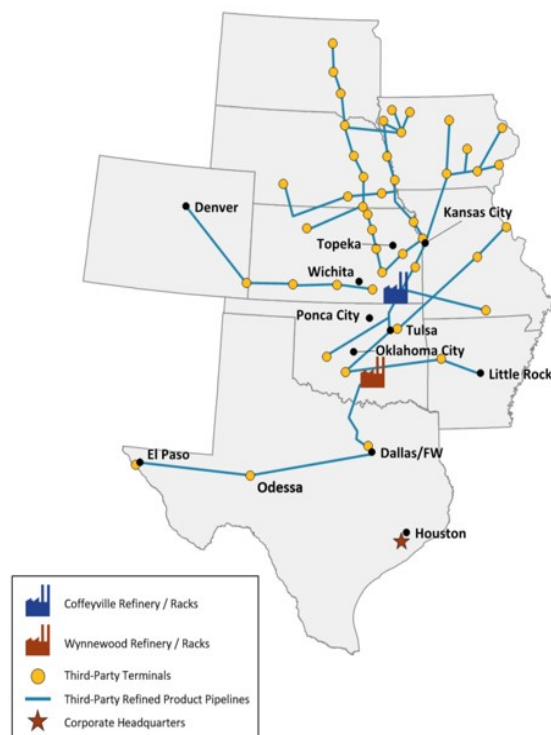 Denver
Kansas City
Topeka
Wichita
Ponca City
Tulsa
Oklahoma City
Little Rock
El Paso
Dallas/FW
Odessa
Houston
Coffeyville Refinery / Racks
Wynnewood Refinery / Racks
Third-Party Terminals
Third-Party Refined Product Pipelines
Corporate Headquarters